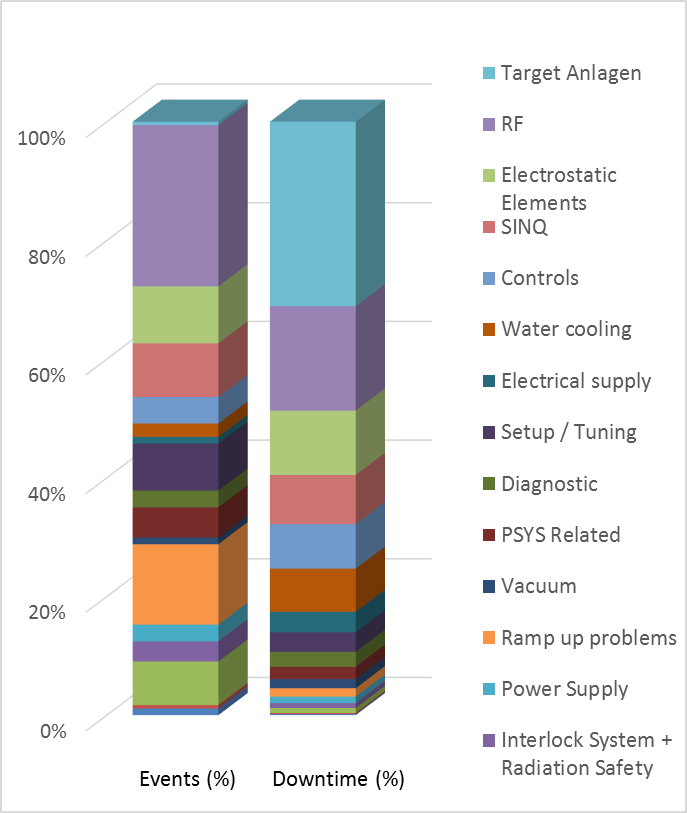 100%
80%
60%
40%
20%
0%
Events (%)
Downtime (%)
Target Anlagen
RF
Electrostatic
Elements
SINQ
Controls
Water cooling
Electrical supply
Setup / Tuning
Diagnostic
PSYS Related
Vacuum
Ramp up problems
Power Supply
Interlock System +
Radiation Safety